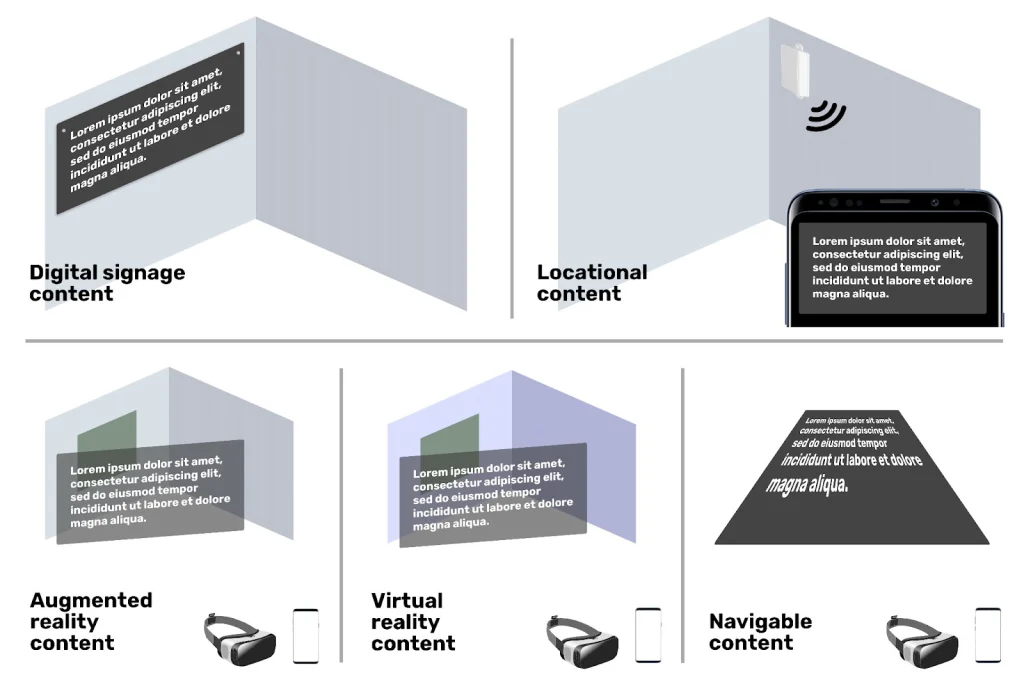 Lorem ipsum dolor sit amet,
consectetur adipiscing elit,
sed do eiusmod tempor
incididunt ut labore et dolore
magna aliqua.
Digital signage
content
Lorem ipsum dolor sit amet,
consectetur adipiscing elit,
sed do eiusmod tempor
incididunt ut labore et dolore
magna aliqua.
Locational
content
Lorem ipsum dolor sit amet,
consectetur adipiscing elit,
sed do eiusmod tempor
incididunt ut labore et dolore
magna aliqua.
Augmented
reality
content
Lorem ipsum dolor sit amet,
consectetur adipiscing elit,
sed do eiusmod tempor
incididunt ut labore et dolore
magna aliqua.
Virtual
reality
content
Lorem ipsum dolor sit amet,
consectetur adipiscing elit,
sed do eiusmod tempor
incididunt ut labore et dolore
magna aliqua.
Navigable
content